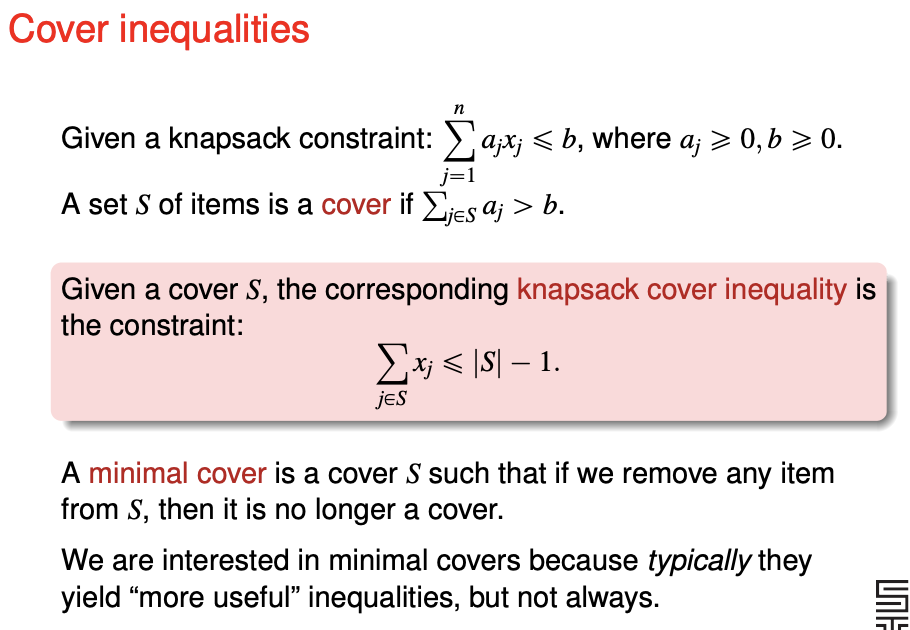 Cover inequalities
Given a knapsack constraint: $\sum_{j=1}^{n} a_j x_j \leqslant b$, where $a_j \geqslant 0, b \geqslant 0$.
A set $S$ of items is a cover if $\sum_{j \in S} a_j > b$.
Given a cover $S$, the corresponding knapsack cover inequality is
the constraint:
$\sum_{j \in S} x_j \leqslant |S| - 1.$
A minimal cover is a cover $S$ such that if we remove any item
from $S$, then it is no longer a cover.
We are interested in minimal covers because typically they
yield “more useful” inequalities, but not always.